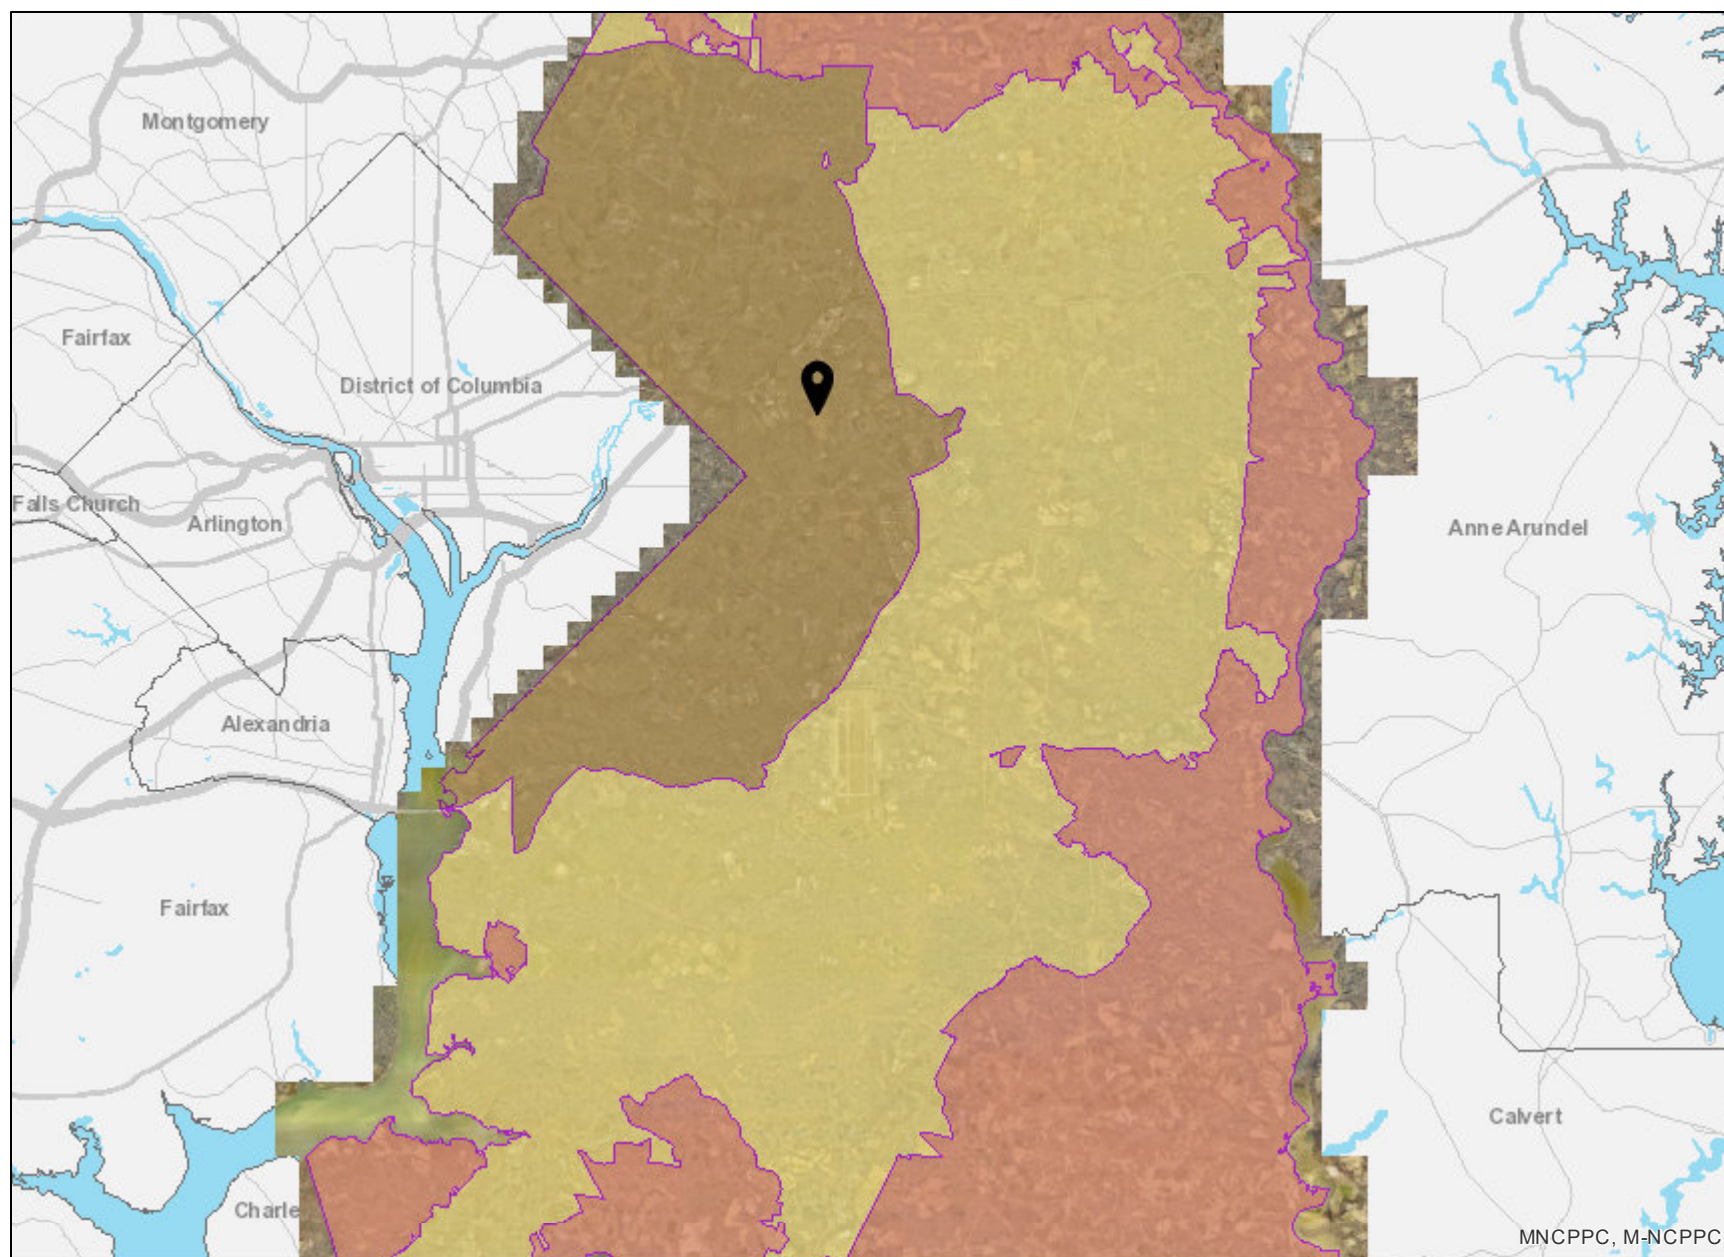 Montgomery
Fairfax
District of Columbia
Falls Church
Arlington
Anne Arundel
Alexandria
Fairfax
Calvert
Charle
MNCPPC, M-NCPPC